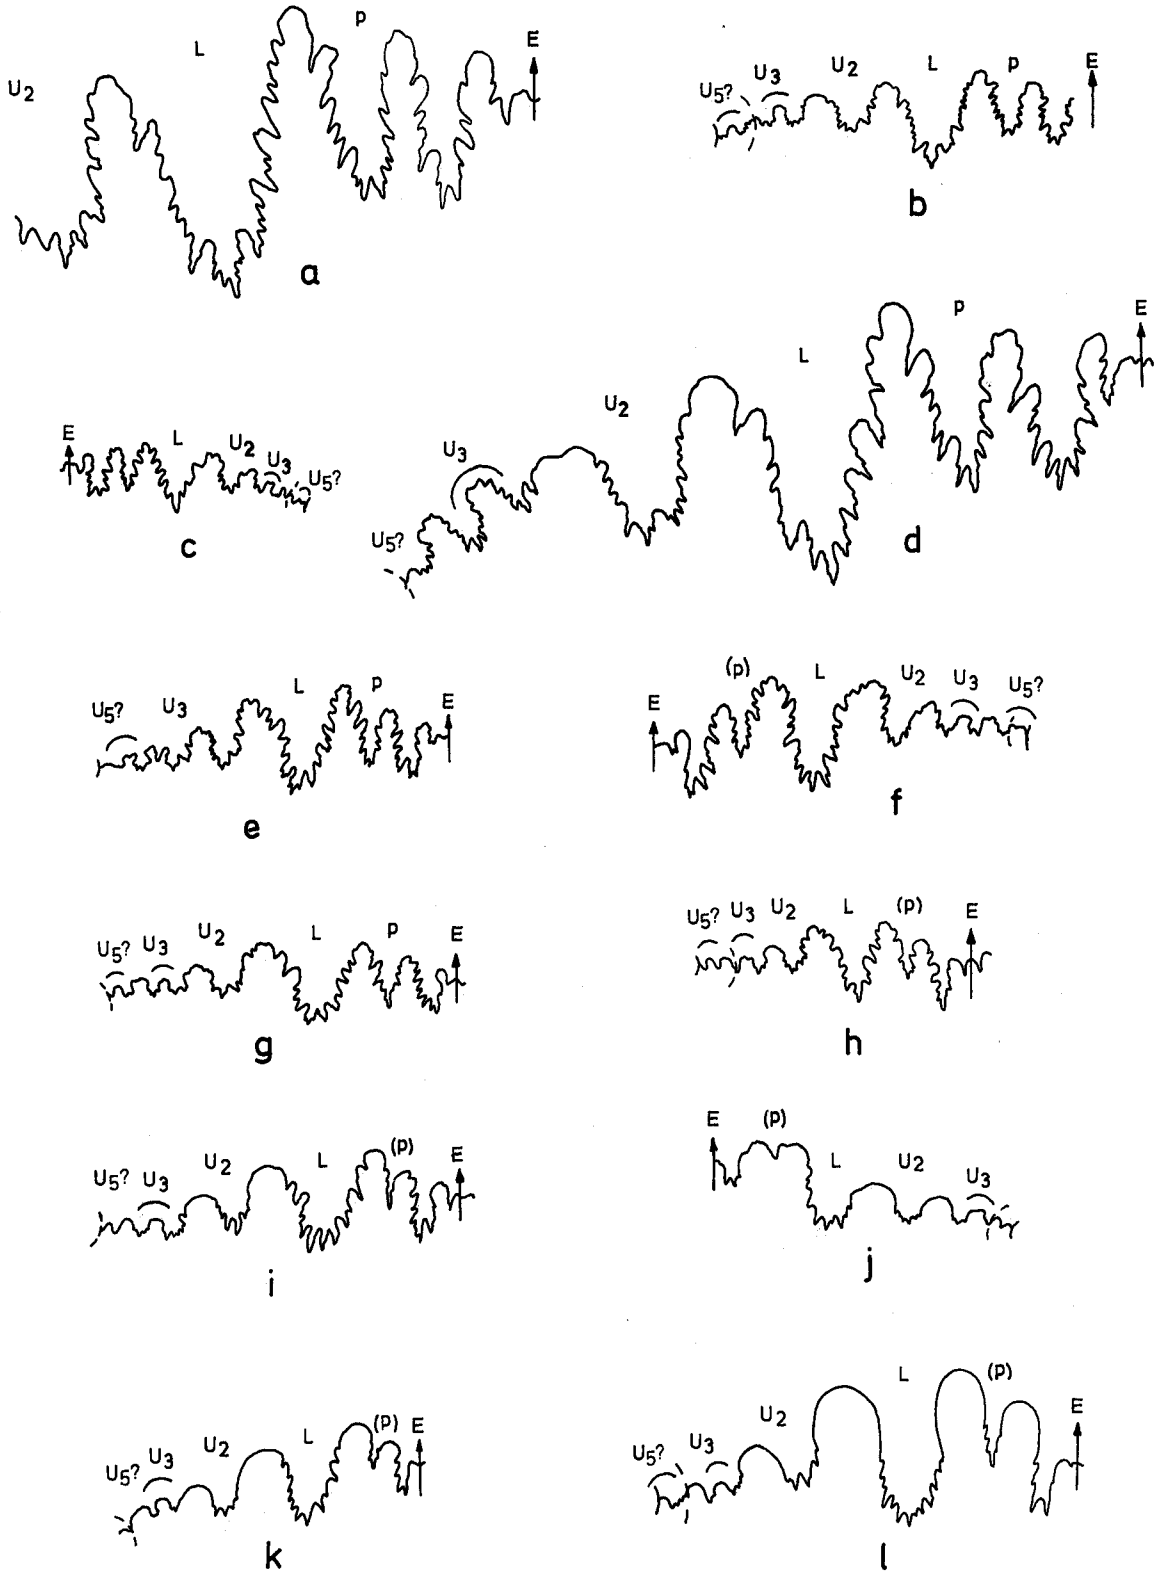 U2 L p E
a
U5? U3 U2 L p E
b
E L U2 U3 U5?
c
U5? U3 U2 L p E
d
U5? U3 L p E
e
E (p) L U2 U3 U5?
f
U5? U3 U2 L p E
g
U5? U3 U2 L (p) E
h
U5? U3 U2 L (p) E
i
E (p) L U2 U3
j
U5? U3 U2 L (p) E
k
U5? U3 U2 L (p) E
l